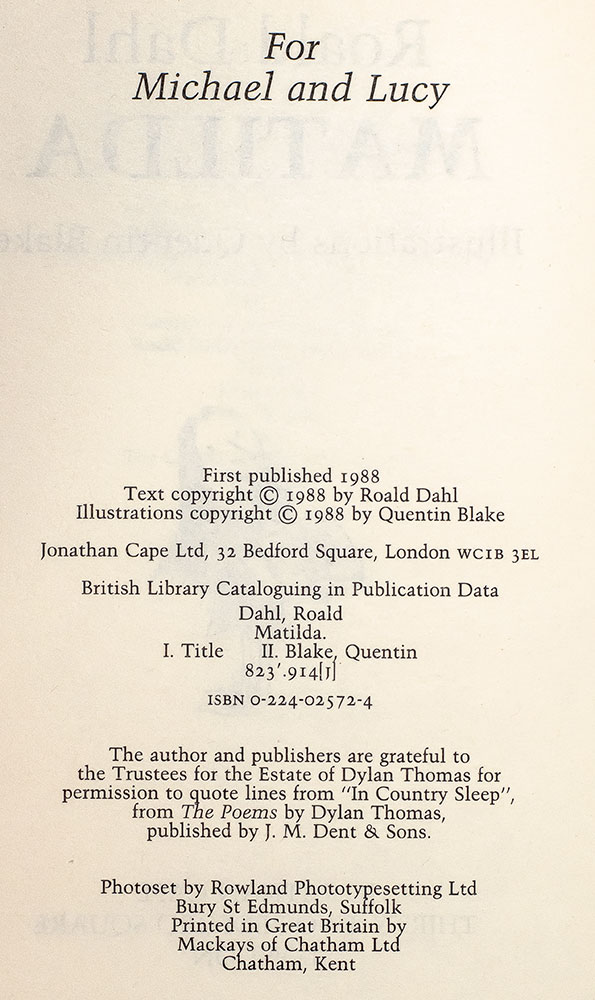 For
Michael and Lucy
First published 1988
Text copyright © 1988 by Roald Dahl
Illustrations copyright © 1988 by Quentin Blake
Jonathan Cape Ltd, 32 Bedford Square, London WC1B 3EL
British Library Cataloguing in Publication Data
Dahl, Roald
Matilda.
I. Title II. Blake, Quentin
823'.914[J]
ISBN 0-224-02572-4
The author and publishers are grateful to
the Trustees for the Estate of Dylan Thomas for
permission to quote lines from "In Country Sleep",
from The Poems by Dylan Thomas,
published by J. M. Dent & Sons.
Photoset by Rowland Phototypesetting Ltd
Bury St Edmunds, Suffolk
Printed in Great Britain by
Mackays of Chatham Ltd
Chatham, Kent